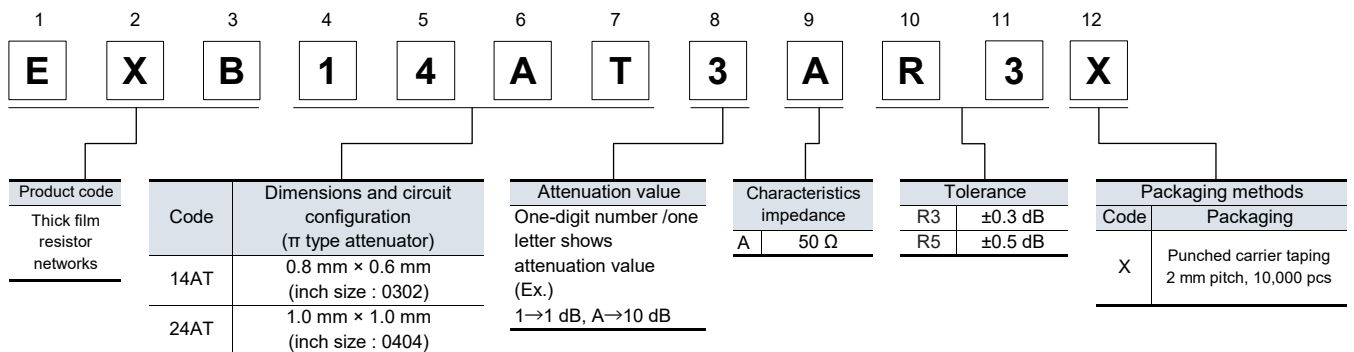 1 2 3 4 5 6 7 8 9 10 11 12
E X B 1 4 A T 3 A R 3 X
Product code
Thick film
resistor
networks
Code
Dimensions and circuit
configuration
(π type attenuator)
14AT
0.8 mm × 0.6 mm
(inch size : 0302)
24AT
1.0 mm × 1.0 mm
(inch size : 0404)
Attenuation value
One-digit number /one
letter shows
attenuation value
(Ex.)
1→1 dB, A→10 dB
Characteristics
impedance
A 50 Ω
Tolerance
R3 ±0.3 dB
R5 ±0.5 dB
Packaging methods
Code Packaging
X
Punched carrier taping
2 mm pitch, 10,000 pcs